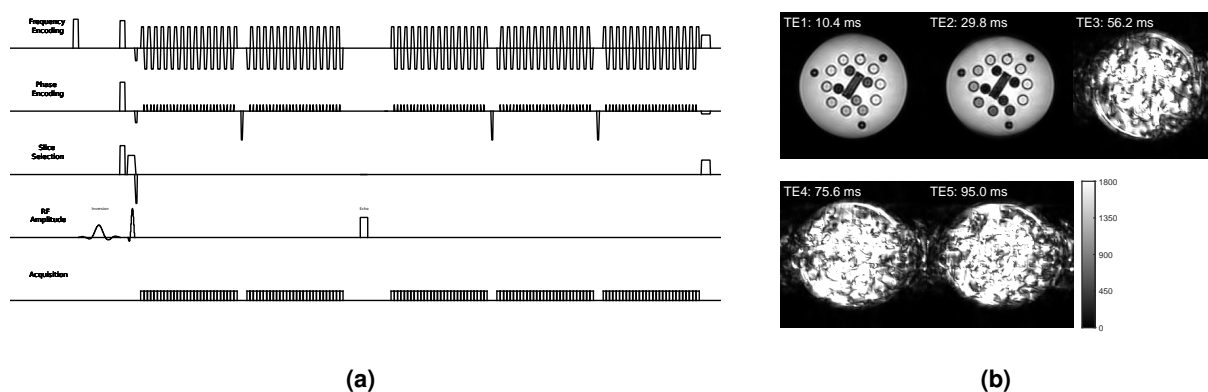 Frequency
Encoding
Phase
Encoding
Slice
Selection
RF
Amplitude
Inversion
Echo
Acquisition
(a)
TE1: 10.4 ms
TE2: 29.8 ms
TE3: 56.2 ms
TE4: 75.6 ms
TE5: 95.0 ms
1800
1350
900
450
0
(b)